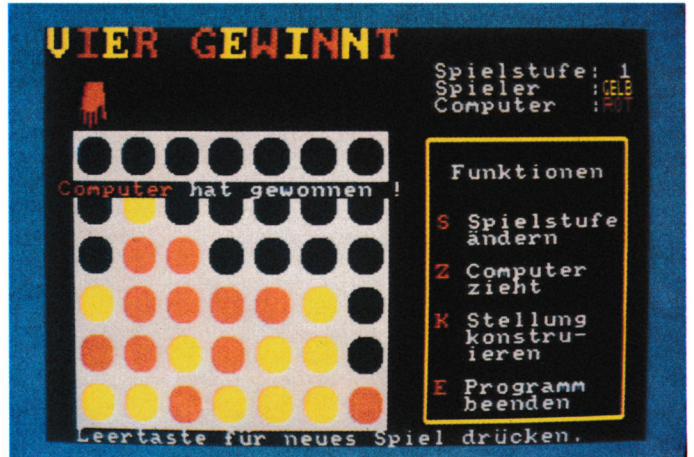 VIER GEWINNT
Spielstufe: 1
Spieler :GELB
Computer :ROT
Computer hat gewonnen !
Funktionen
S Spielstufe
ändern
Z Computer
zieht
K Stellung
konstru-
ieren
E Programm
beenden
Leertaste für neues Spiel drücken.